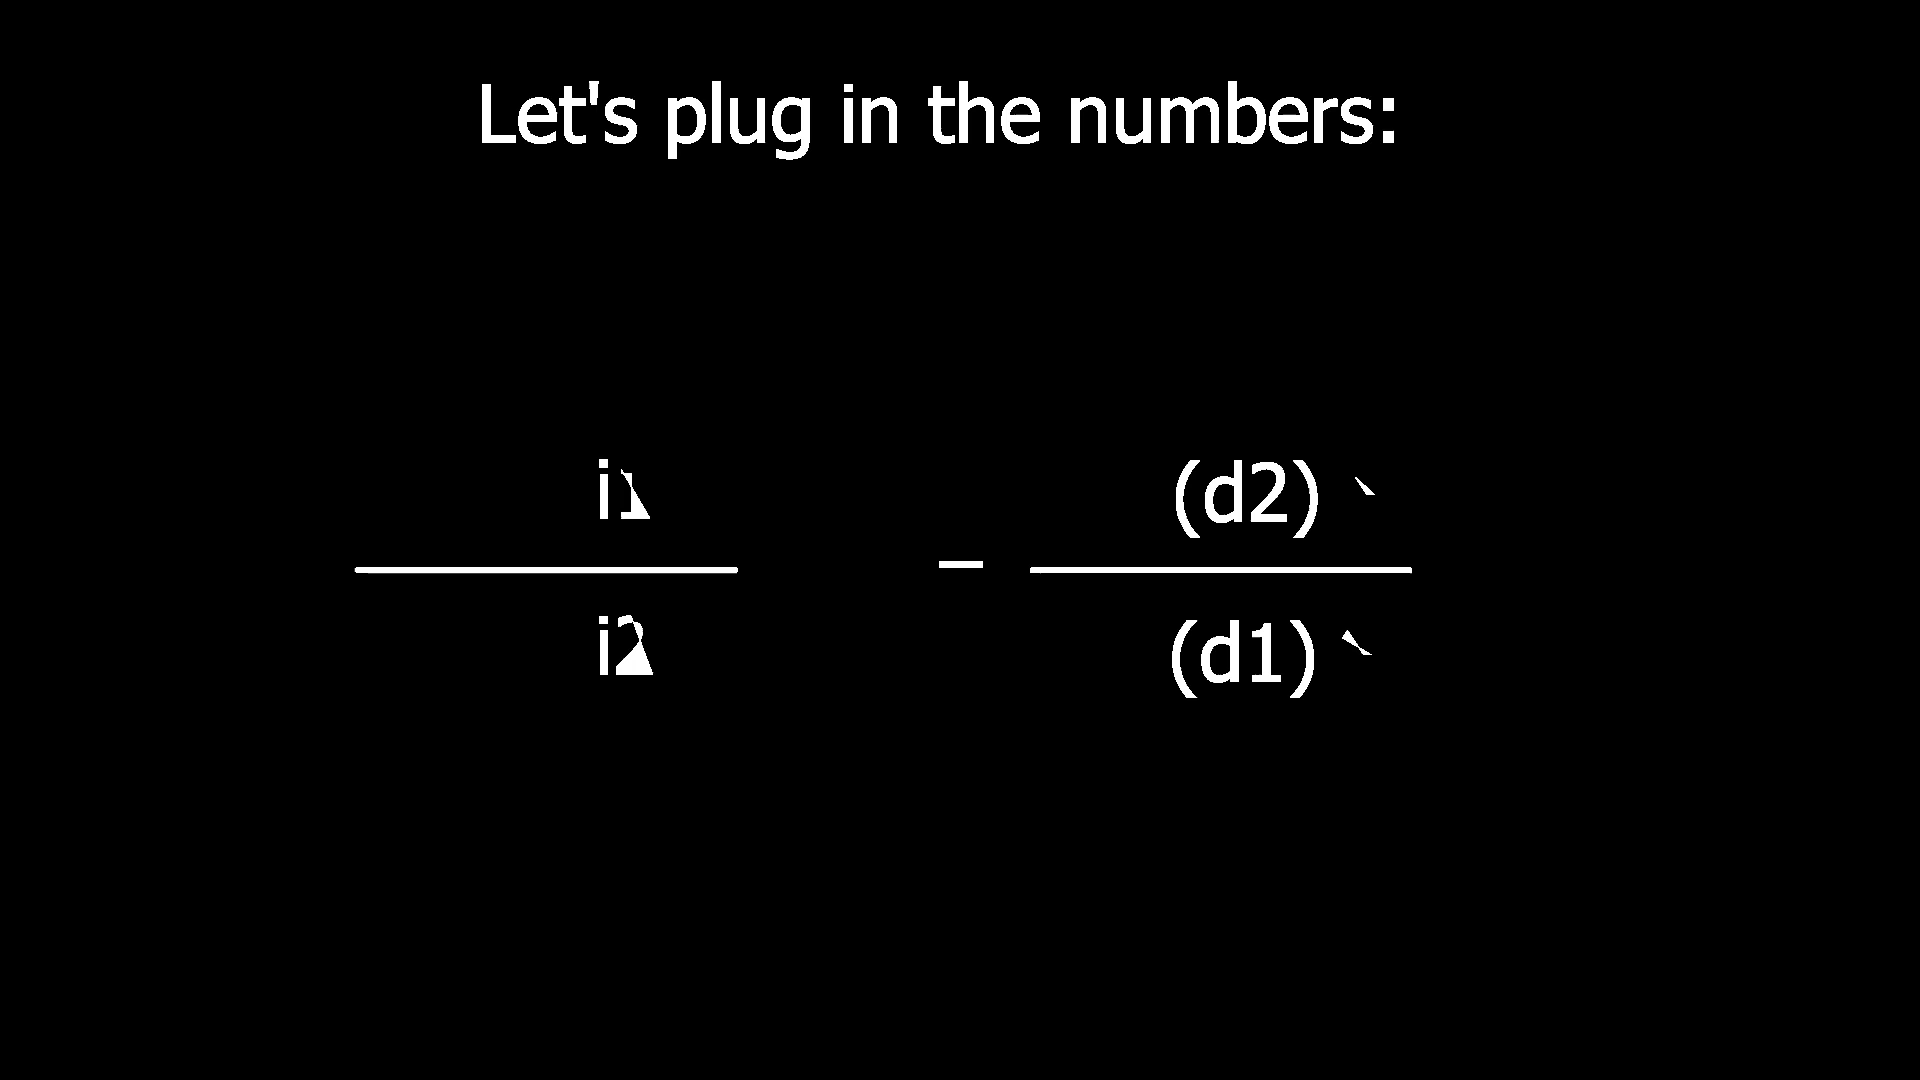 Let's plug in the numbers:
i1 (d2)
–
i2 (d1)